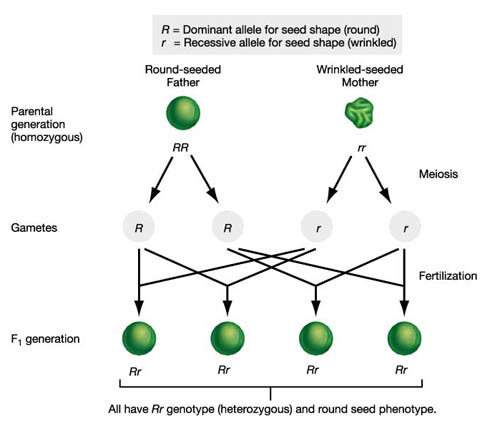 R = Dominant allele for seed shape (round)
r = Recessive allele for seed shape (wrinkled)
Round-seeded
Father
Wrinkled-seeded
Mother
Parental
generation
(homozygous)
RR
rr
Meiosis
Gametes
R
R
r
r
Fertilization
F₁ generation
Rr
Rr
Rr
Rr
All have Rr genotype (heterozygous) and round seed phenotype.